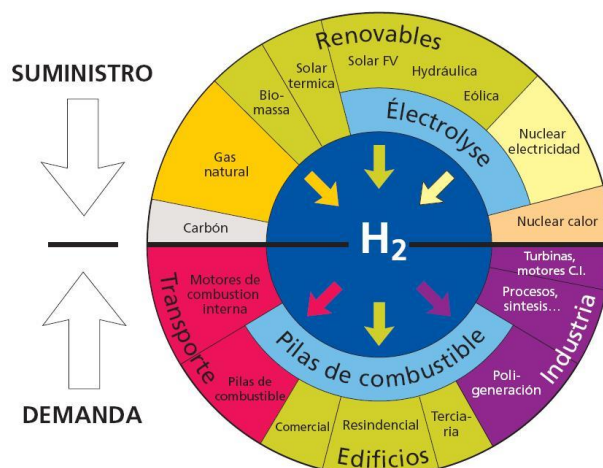 SUMINISTRO
Renovables
Solar FV
Hydráulica
Eólica
Solar
termica
Bio-
massa
Électrolyse
Nuclear
electricidad
Gas
natural
Carbón
Nuclear calor
H₂
Turbinas,
motores C.I.
Procesos,
sintesis...
Poli-
generación
Industria
Transporte
Motores de
combustion
interna
Pilas de
combustible
Pilas de combustible
Comercial
Resindencial
Tercia-
ria
Edificios
DEMANDA